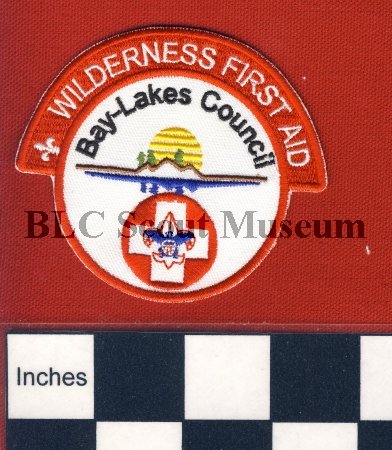 WILDERNESS FIRST AID
Bay-Lakes Council
BLC Scout Museum
Inches